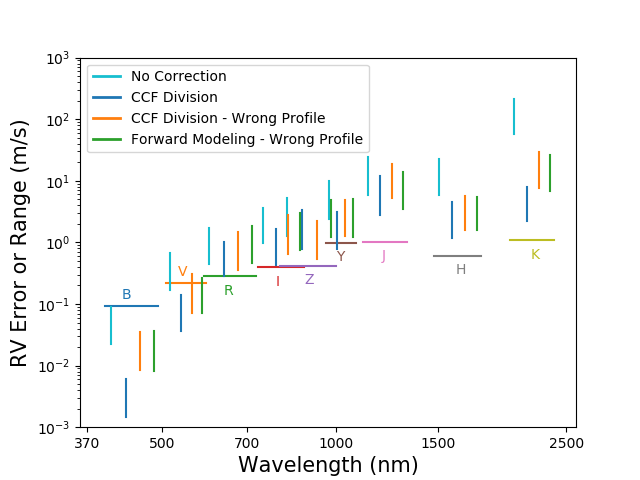 RV Error or Range (m/s)
10³
10²
10¹
10⁰
10⁻¹
10⁻²
10⁻³
No Correction
CCF Division
CCF Division - Wrong Profile
Forward Modeling - Wrong Profile
B
V
R
I
Z
Y
J
H
K
370 500 700 1000 1500 2500
Wavelength (nm)